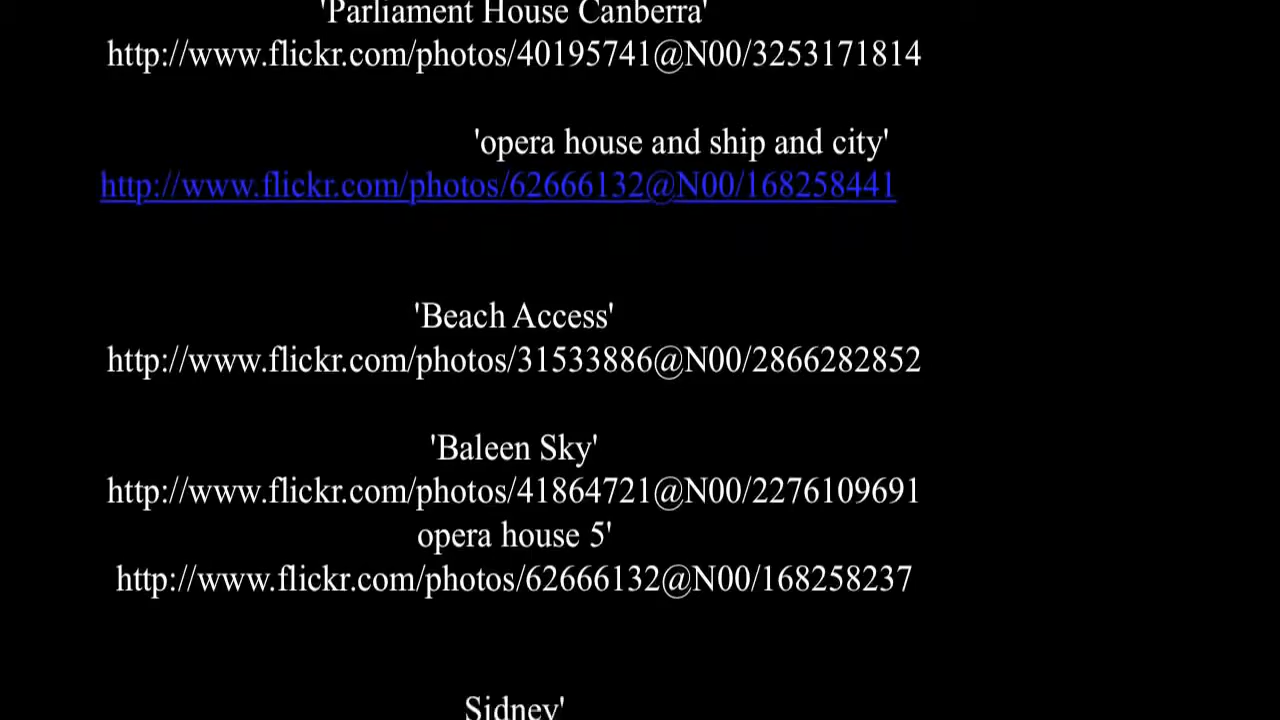 'Parliament House Canberra'
http://www.flickr.com/photos/40195741@N00/3253171814
'opera house and ship and city'
http://www.flickr.com/photos/62666132@N00/168258441
'Beach Access'
http://www.flickr.com/photos/31533886@N00/2866282852
'Baleen Sky'
http://www.flickr.com/photos/41864721@N00/2276109691
opera house 5'
http://www.flickr.com/photos/62666132@N00/168258237
Sidney'